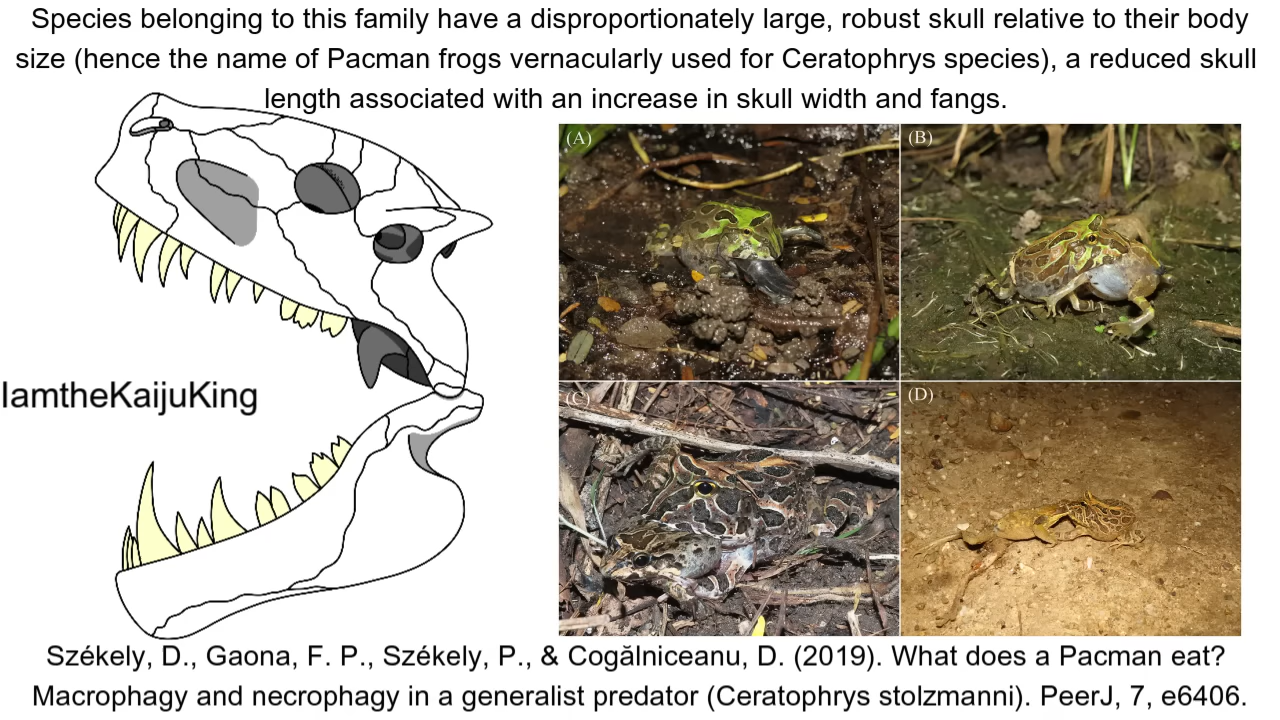 Species belonging to this family have a disproportionately large, robust skull relative to their body
size (hence the name of Pacman frogs vernacularly used for Ceratophrys species), a reduced skull
length associated with an increase in skull width and fangs.
(A)
(B)
IamtheKaijuKing
(C)
(D)
Székely, D., Gaona, F. P., Székely, P., & Cogălniceanu, D. (2019). What does a Pacman eat?
Macrophagy and necrophagy in a generalist predator (Ceratophrys stolzmanni). PeerJ, 7, e6406.